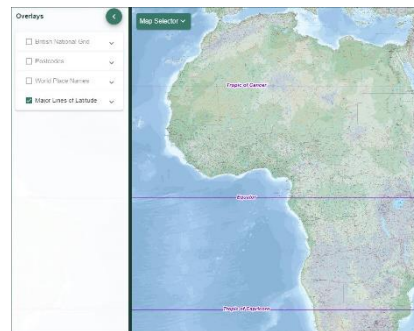 Overlays
Map Selector
British National Grid
Postcodes
World Place Names
Major Lines of Latitude
Tropic of Cancer
Equator
Tropic of Capricorn